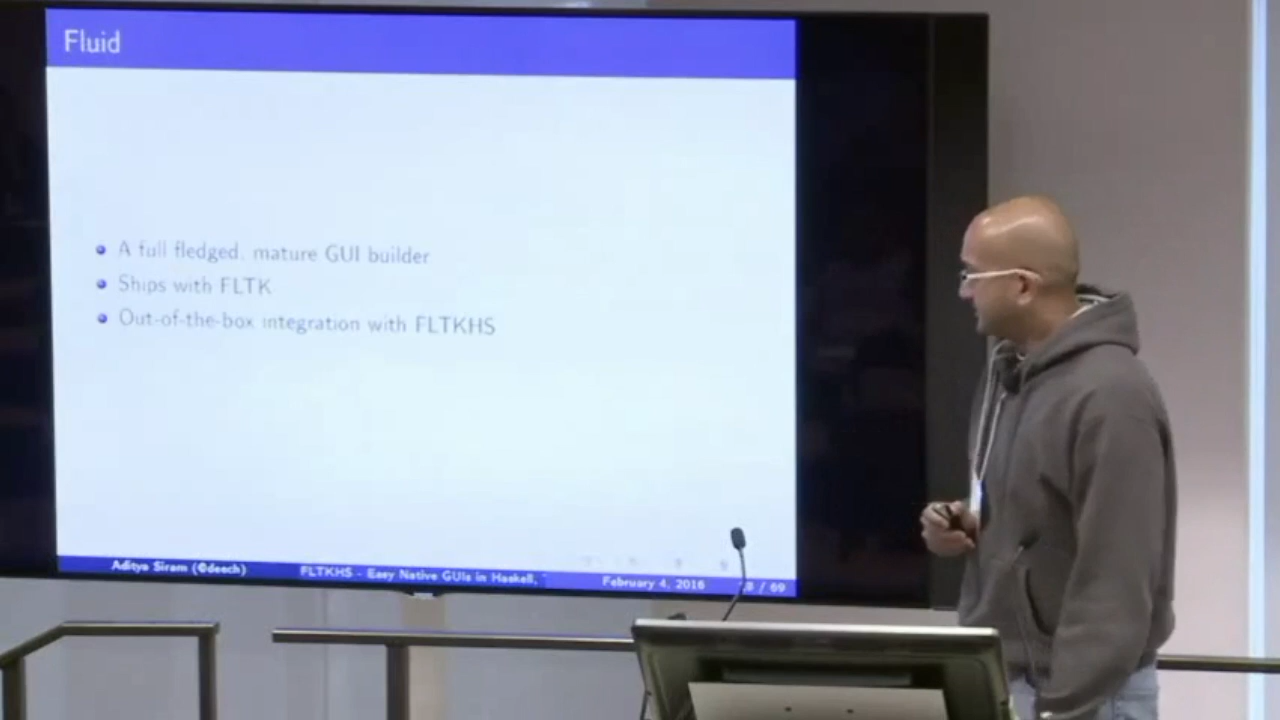 Fluid
A full fledged, mature GUI builder
Ships with FLTK
Out-of-the-box integration with FLTKHS
Aditya Siram (@deech) FLTKHS - Easy Native GUIs in Haskell, February 4, 2016 / 69